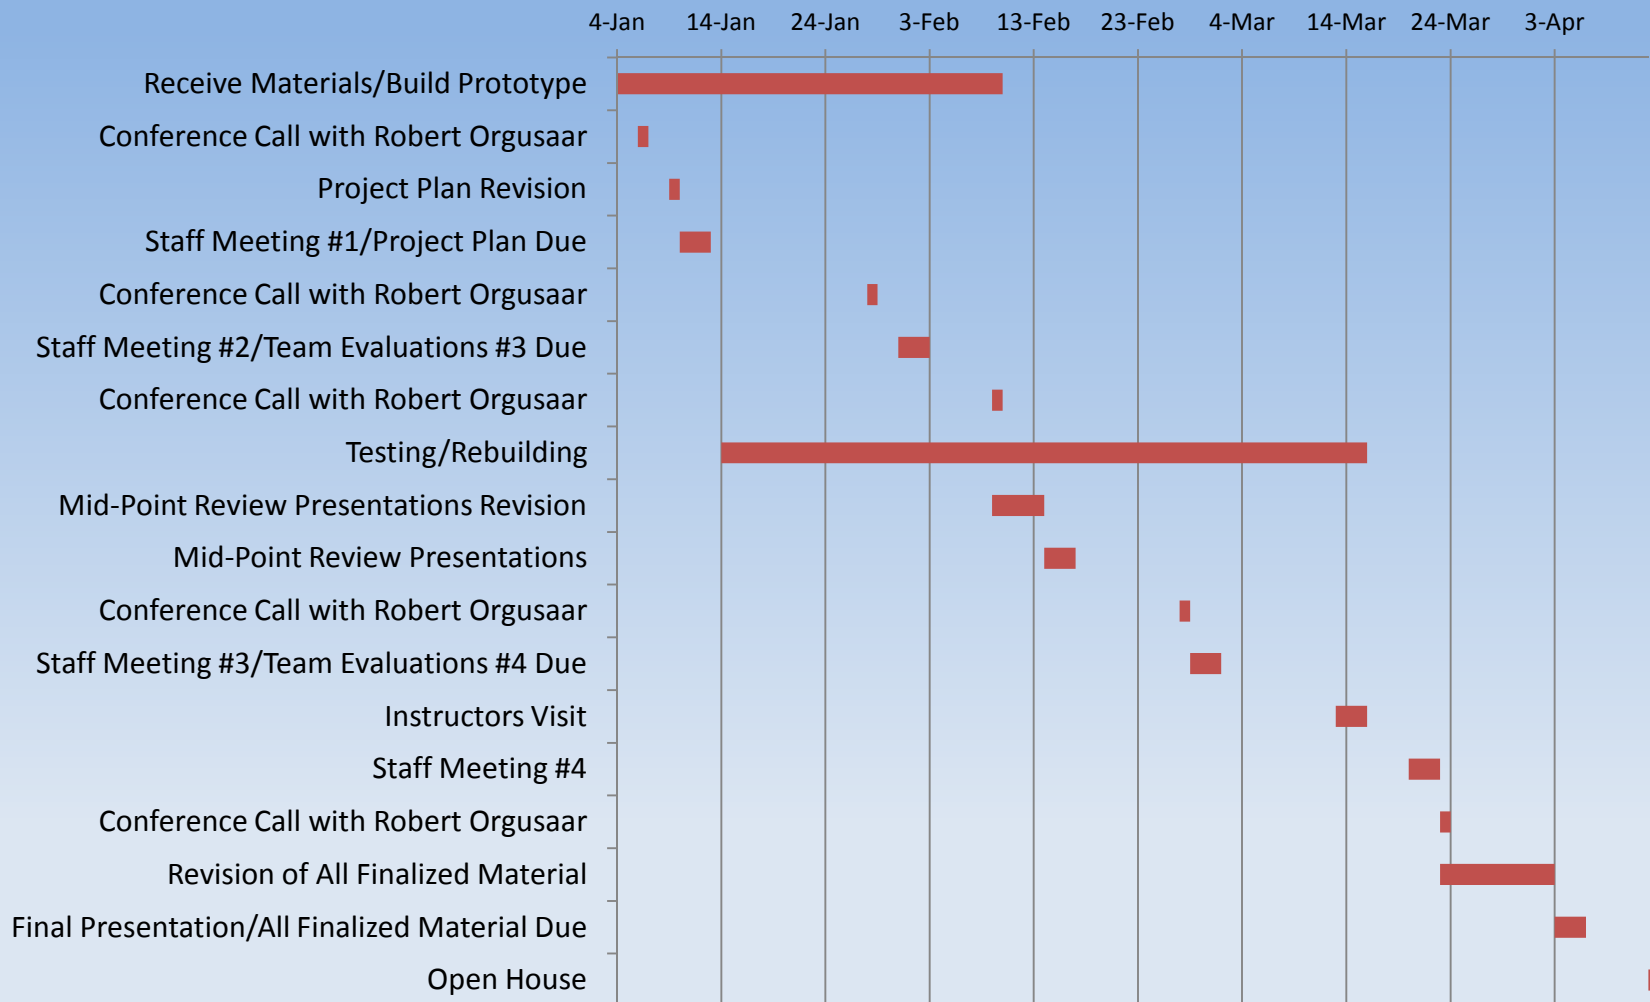 4-Jan 14-Jan 24-Jan 3-Feb 13-Feb 23-Feb 4-Mar 14-Mar 24-Mar 3-Apr
Receive Materials/Build Prototype
Conference Call with Robert Orgusaar
Project Plan Revision
Staff Meeting #1/Project Plan Due
Conference Call with Robert Orgusaar
Staff Meeting #2/Team Evaluations #3 Due
Conference Call with Robert Orgusaar
Testing/Rebuilding
Mid-Point Review Presentations Revision
Mid-Point Review Presentations
Conference Call with Robert Orgusaar
Staff Meeting #3/Team Evaluations #4 Due
Instructors Visit
Staff Meeting #4
Conference Call with Robert Orgusaar
Revision of All Finalized Material
Final Presentation/All Finalized Material Due
Open House